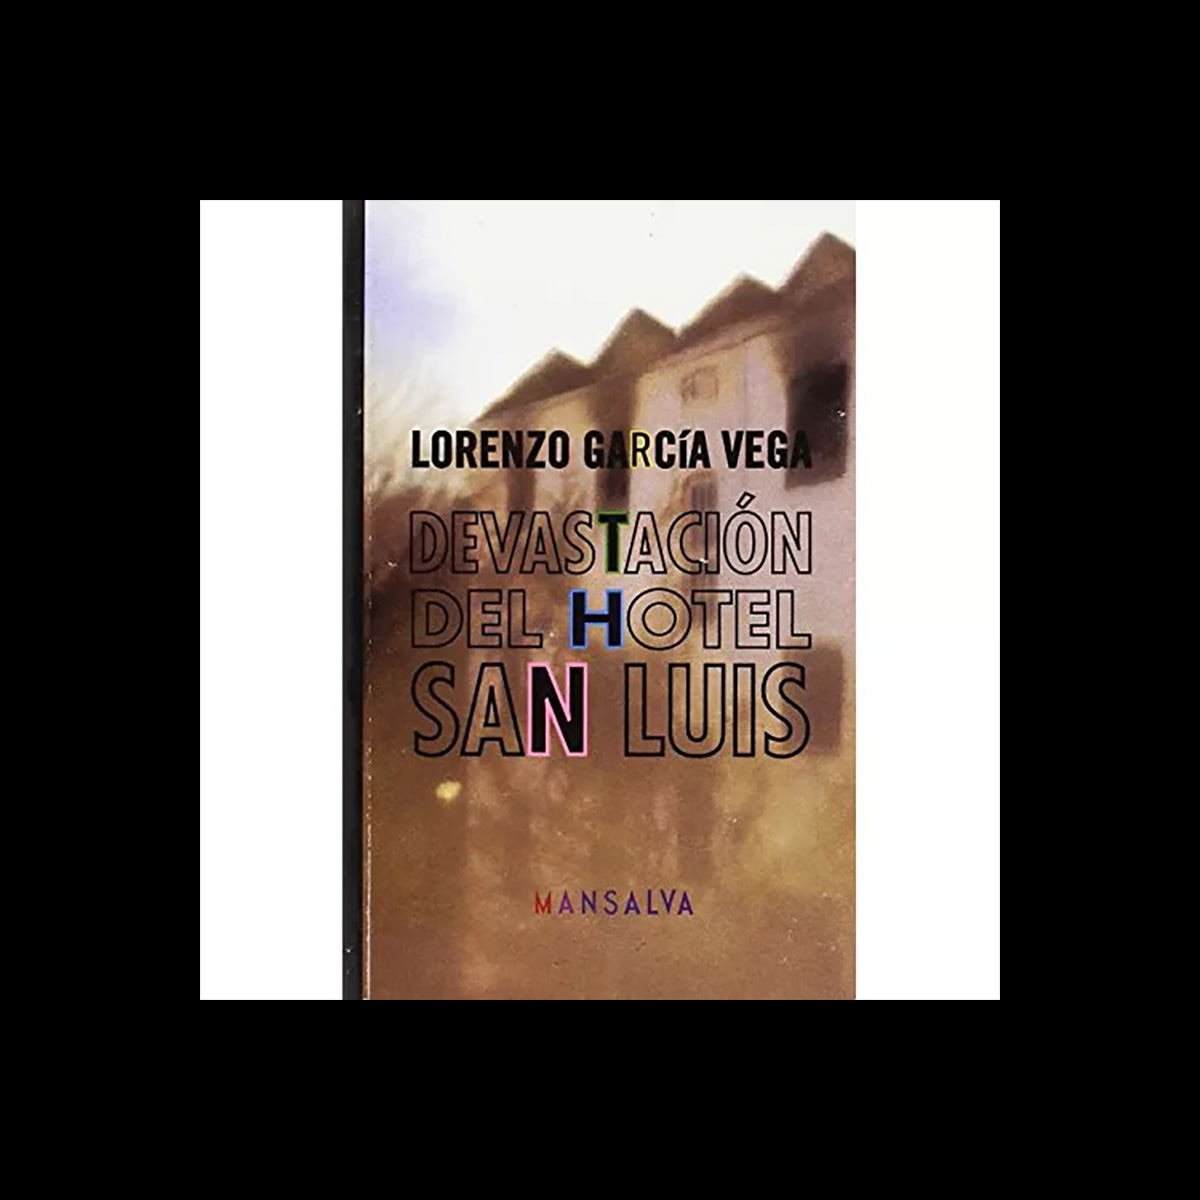 LORENZO GARCíA VEGA
DEVASTACIÓN
DEL HOTEL
SAN LUIS
MANSALVA